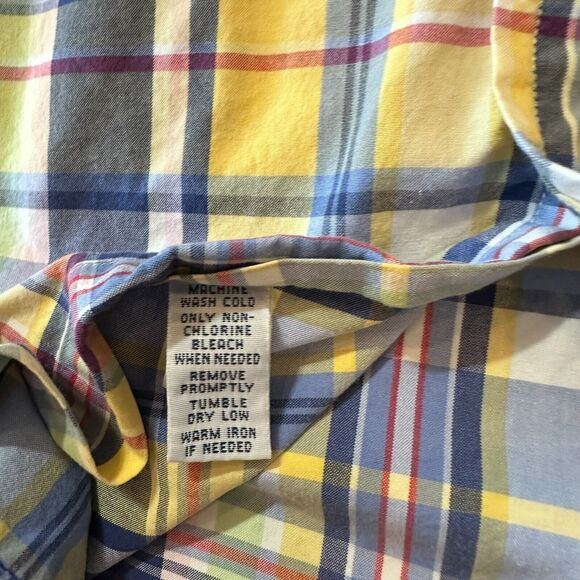 MACHINE
WASH COLD
ONLY NON-
CHLORINE
BLEACH
WHEN NEEDED
REMOVE
PROMPTLY
TUMBLE
DRY LOW
WARM IRON
IF NEEDED